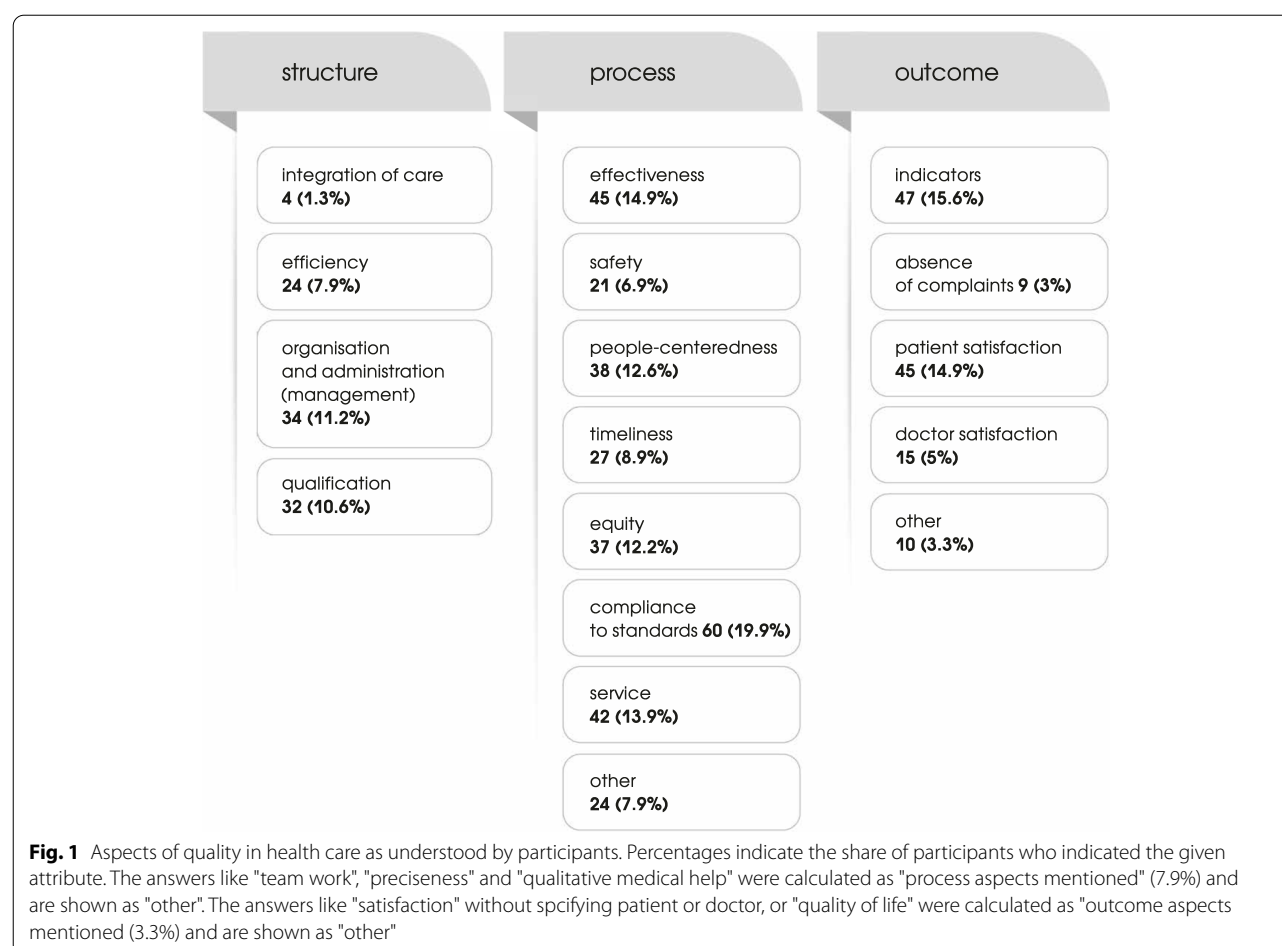 structure
integration of care
4 (1.3%)
efficiency
24 (7.9%)
organisation
and administration
(management)
34 (11.2%)
qualification
32 (10.6%)
process
effectiveness
45 (14.9%)
safety
21 (6.9%)
people-centeredness
38 (12.6%)
timeliness
27 (8.9%)
equity
37 (12.2%)
compliance
to standards 60 (19.9%)
service
42 (13.9%)
other
24 (7.9%)
outcome
indicators
47 (15.6%)
absence
of complaints 9 (3%)
patient satisfaction
45 (14.9%)
doctor satisfaction
15 (5%)
other
10 (3.3%)
Fig. 1 Aspects of quality in health care as understood by participants. Percentages indicate the share of participants who indicated the given
attribute. The answers like "team work", "preciseness" and "qualitative medical help" were calculated as "process aspects mentioned" (7.9%) and
are shown as "other". The answers like "satisfaction" without spcifying patient or doctor, or "quality of life" were calculated as "outcome aspects
mentioned (3.3%) and are shown as "other"